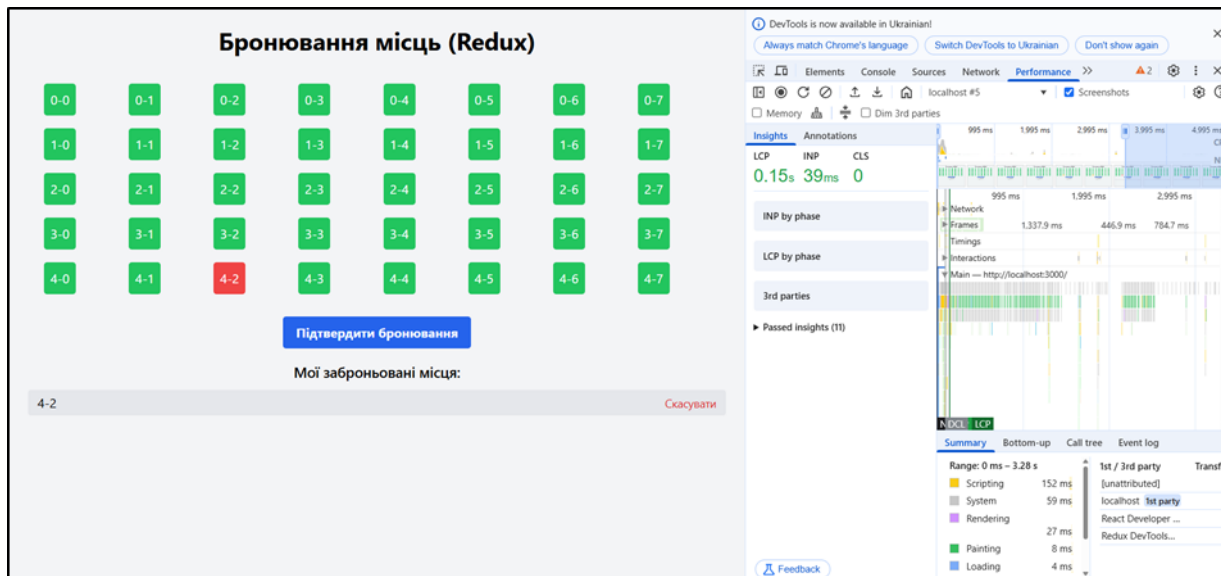 Бронювання місць (Redux)
0-0 0-1 0-2 0-3 0-4 0-5 0-6 0-7
1-0 1-1 1-2 1-3 1-4 1-5 1-6 1-7
2-0 2-1 2-2 2-3 2-4 2-5 2-6 2-7
3-0 3-1 3-2 3-3 3-4 3-5 3-6 3-7
4-0 4-1 4-2 4-3 4-4 4-5 4-6 4-7
Підтвердити бронювання
Мої заброньовані місця:
4-2 Скасувати
DevTools is now available in Ukrainian!
Always match Chrome's language Switch DevTools to Ukrainian Don't show again
Elements Console Sources Network Performance 2
localhost #5 Screenshots
Memory Dim 3rd parties
Insights Annotations
LCP INP CLS
0.15s 39ms 0
INP by phase
LCP by phase
3rd parties
Passed insights (11)
Feedback
995 ms 1,995 ms 2,995 ms 3,995 ms 4,995 ms
995 ms 1,995 ms 2,995 ms
Network
Frames 1,337.9 ms 446.9 ms 784.7 ms
Timings
Interactions
Main — http://localhost:3000/
DCL LCP
Summary Bottom-up Call tree Event log
Range: 0 ms – 3.28 s
Scripting 152 ms
System 59 ms
Rendering
27 ms
Painting 8 ms
Loading 4 ms
1st / 3rd party Transf
[unattributed]
localhost 1st party
React Developer ...
Redux DevTools...